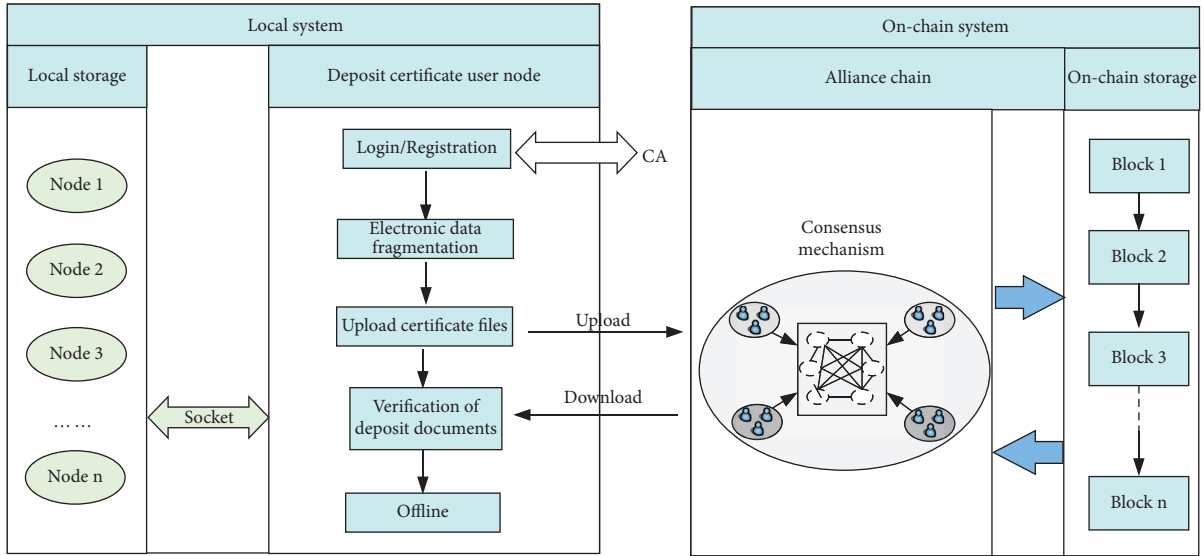 Local system
Local storage
Deposit certificate user node
Node 1
Node 2
Node 3
... ...
Node n
Socket
Login/Registration
CA
Electronic data
fragmentation
Upload certificate files
Verification of
deposit documents
Offline
Upload
Download
On-chain system
Alliance chain
On-chain storage
Consensus
mechanism
Block 1
Block 2
Block 3
Block n